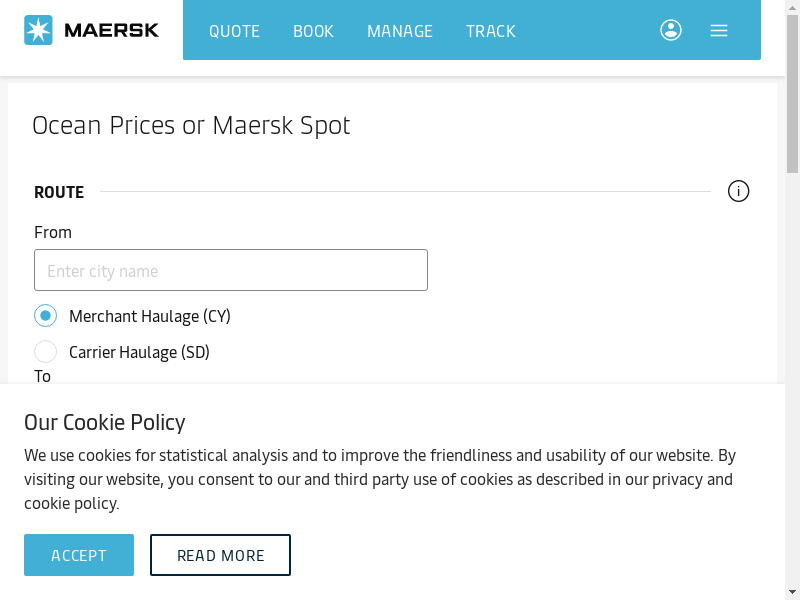 MAERSK
QUOTE BOOK MANAGE TRACK
Ocean Prices or Maersk Spot
ROUTE
From
Enter city name
Merchant Haulage (CY)
Carrier Haulage (SD)
To
Our Cookie Policy
We use cookies for statistical analysis and to improve the friendliness and usability of our website. By
visiting our website, you consent to our and third party use of cookies as described in our privacy and
cookie policy.
ACCEPT READ MORE